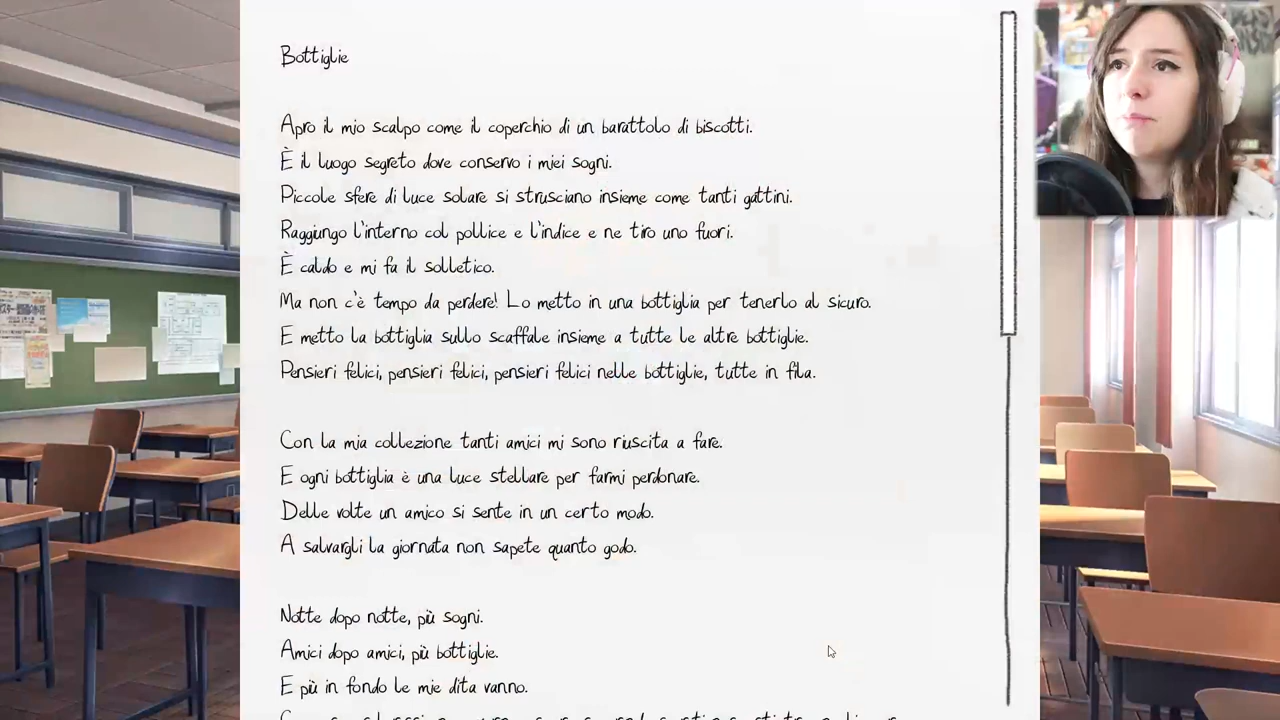 Bottiglie
Apro il mio scalpo come il coperchio di un barattolo di biscotti.
È il luogo segreto dove conservo i miei sogni.
Piccole sfere di luce solare si strusciano insieme come tanti gattini.
Raggiungo l'interno col pollice e l'indice e ne tiro uno fuori.
È caldo e mi fa il solletico.
Ma non c'è tempo da perdere! Lo metto in una bottiglia per tenerlo al sicuro.
E metto la bottiglia sullo scaffale insieme a tutte le altre bottiglie.
Pensieri felici, pensieri felici, pensieri felici nelle bottiglie, tutte in fila.
Con la mia collezione tanti amici mi sono riuscita a fare.
E ogni bottiglia è una luce stellare per farmi perdonare.
Delle volte un amico si sente in un certo modo.
A salvargli la giornata non sapete quanto godo.
Notte dopo notte, più sogni.
Amici dopo amici, più bottiglie.
E più in fondo le mie dita vanno.